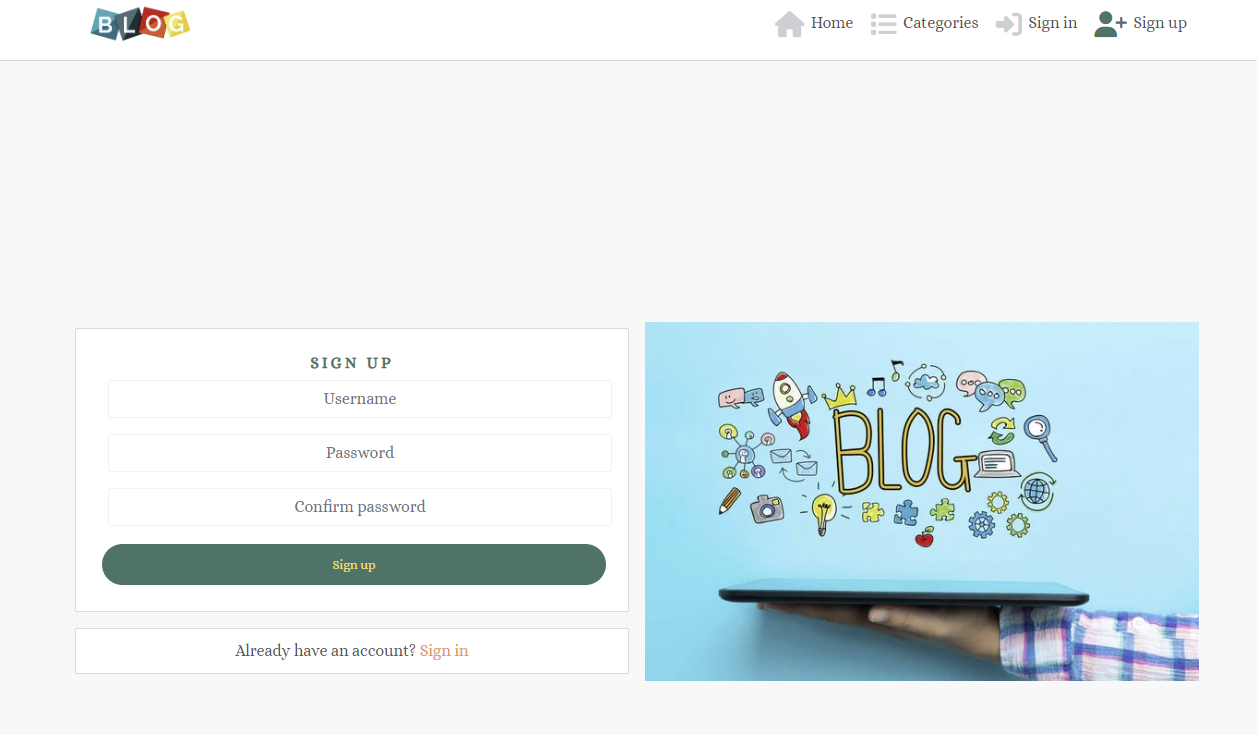 BLOG
Home
Categories
Sign in
Sign up
SIGN UP
Username
Password
Confirm password
Sign up
Already have an account? Sign in
BLOG